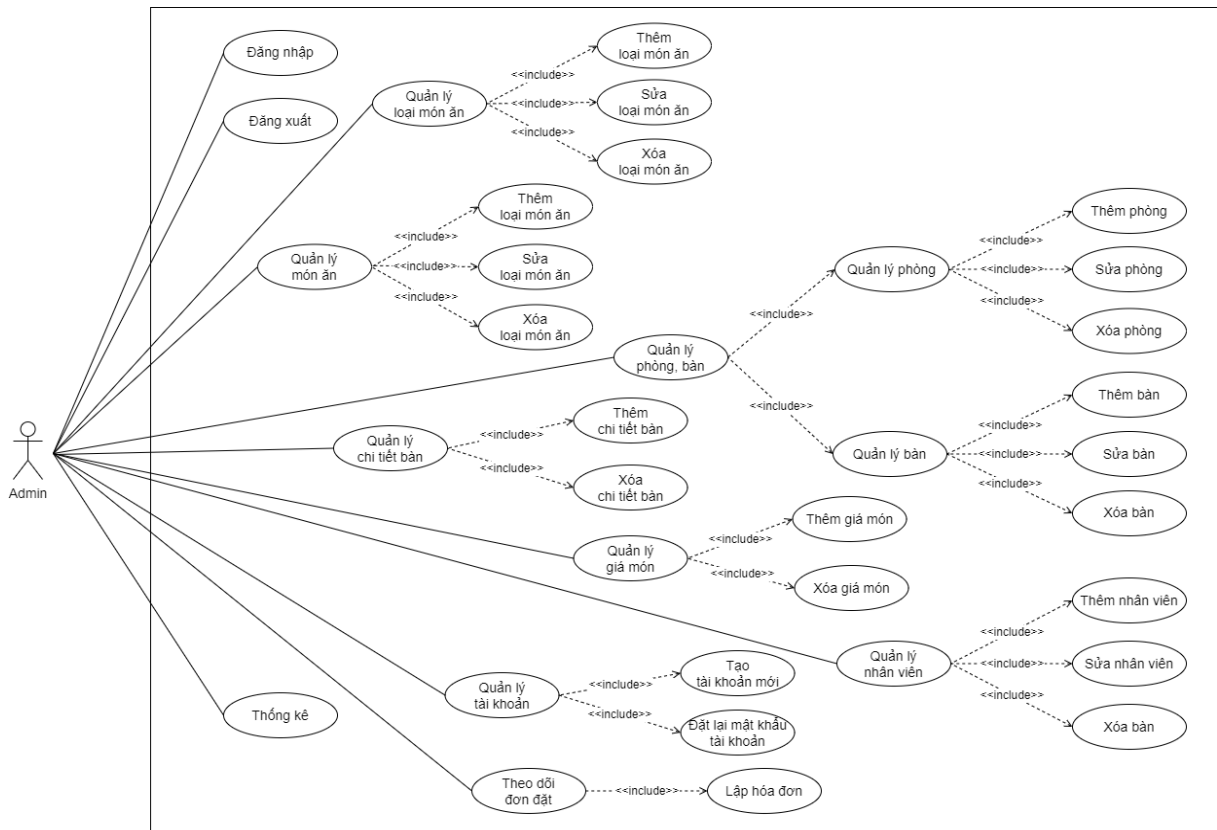 Đăng nhập
Đăng xuất
Quản lý
loại món ăn
<<include>>
<<include>>
<<include>>
Thêm
loại món ăn
Sửa
loại món ăn
Xóa
loại món ăn
Quản lý
món ăn
<<include>>
<<include>>
<<include>>
Thêm
loại món ăn
Sửa
loại món ăn
Xóa
loại món ăn
Quản lý
phòng, bàn
<<include>>
<<include>>
Quản lý phòng
<<include>>
<<include>>
<<include>>
Thêm phòng
Sửa phòng
Xóa phòng
Quản lý bàn
<<include>>
<<include>>
<<include>>
Thêm bàn
Sửa bàn
Xóa bàn
Admin
Quản lý
chi tiết bàn
<<include>>
<<include>>
Thêm
chi tiết bàn
Xóa
chi tiết bàn
Quản lý
giá món
<<include>>
<<include>>
Thêm giá món
Xóa giá món
Quản lý
nhân viên
<<include>>
<<include>>
<<include>>
Thêm nhân viên
Sửa nhân viên
Xóa bàn
Quản lý
tài khoản
<<include>>
<<include>>
Tạo
tài khoản mới
Đặt lại mật khẩu
tài khoản
Thống kê
Theo dõi
đơn đặt
<<include>>
Lập hóa đơn